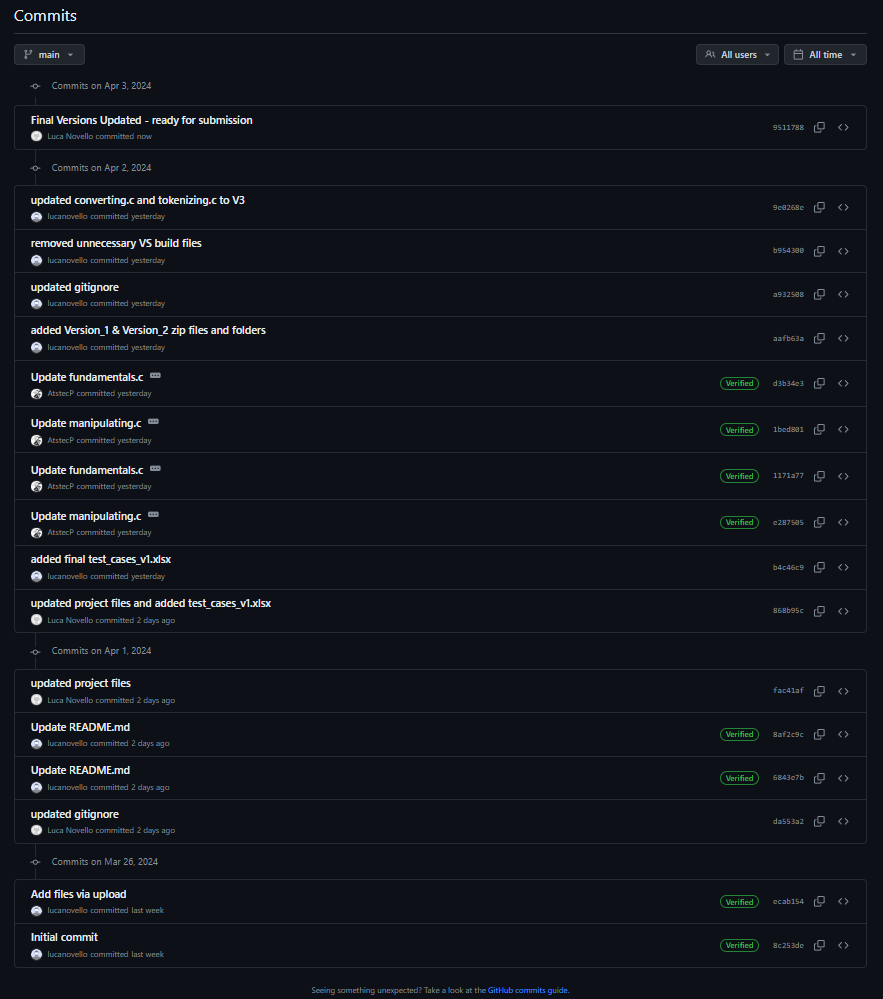 Commits
main
All users
All time
Commits on Apr 3, 2024
Final Versions Updated - ready for submission
Luca Novello committed now
9511788
Commits on Apr 2, 2024
updated converting.c and tokenizing.c to V3
lucanovello committed yesterday
9e0268e
removed unnecessary VS build files
lucanovello committed yesterday
b954300
updated gitignore
lucanovello committed yesterday
a932508
added Version_1 & Version_2 zip files and folders
lucanovello committed yesterday
aafb63a
Update fundamentals.c
AtstecP committed yesterday
Verified
d3b34e3
Update manipulating.c
AtstecP committed yesterday
Verified
1bed801
Update fundamentals.c
AtstecP committed yesterday
Verified
1171a77
Update manipulating.c
AtstecP committed yesterday
Verified
e287505
added final test_cases_v1.xlsx
lucanovello committed yesterday
b4c46c9
updated project files and added test_cases_v1.xlsx
Luca Novello committed 2 days ago
868b95c
Commits on Apr 1, 2024
updated project files
Luca Novello committed 2 days ago
fac41af
Update README.md
lucanovello committed 2 days ago
Verified
8af2c9c
Update README.md
lucanovello committed 2 days ago
Verified
6843e7b
updated gitignore
Luca Novello committed 2 days ago
da553a2
Commits on Mar 26, 2024
Add files via upload
lucanovello committed last week
Verified
ecab154
Initial commit
lucanovello committed last week
Verified
8c253de
Seeing something unexpected? Take a look at the GitHub commits guide.